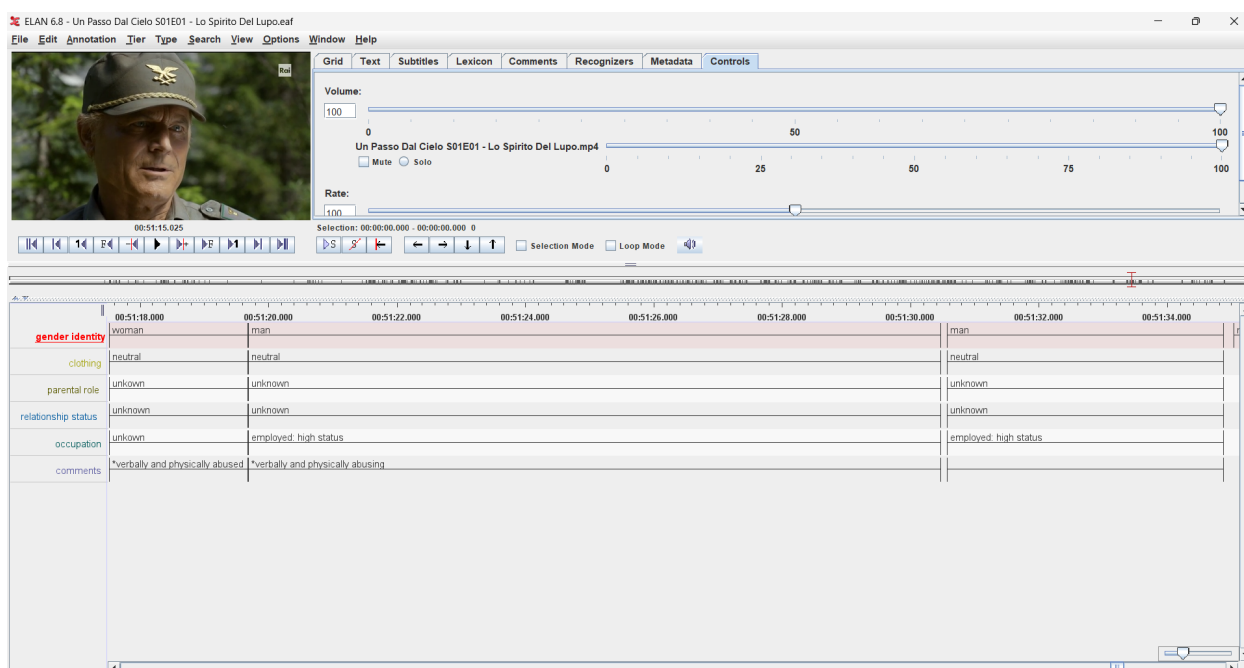 ELAN 6.8 - Un Passo Dal Cielo S01E01 - Lo Spirito Del Lupo.eaf
File Edit Annotation Tier Type Search View Options Window Help
Rai
Grid Text Subtitles Lexicon Comments Recognizers Metadata Controls
Volume:
100
0 50 100
Un Passo Dal Cielo S01E01 - Lo Spirito Del Lupo.mp4
Mute Solo
0 25 50 75 100
Rate:
100
00:51:15.025
Selection: 00:00:00.000 - 00:00:00.000 0
Selection Mode Loop Mode
00:51:18.000 00:51:20.000 00:51:22.000 00:51:24.000 00:51:26.000 00:51:28.000 00:51:30.000 00:51:32.000 00:51:34.000
gender identity woman man man
clothing neutral neutral neutral
parental role unkown unknown unknown
relationship status unknown unknown unknown
occupation unkown employed: high status employed: high status
comments *verbally and physically abused *verbally and physically abusing